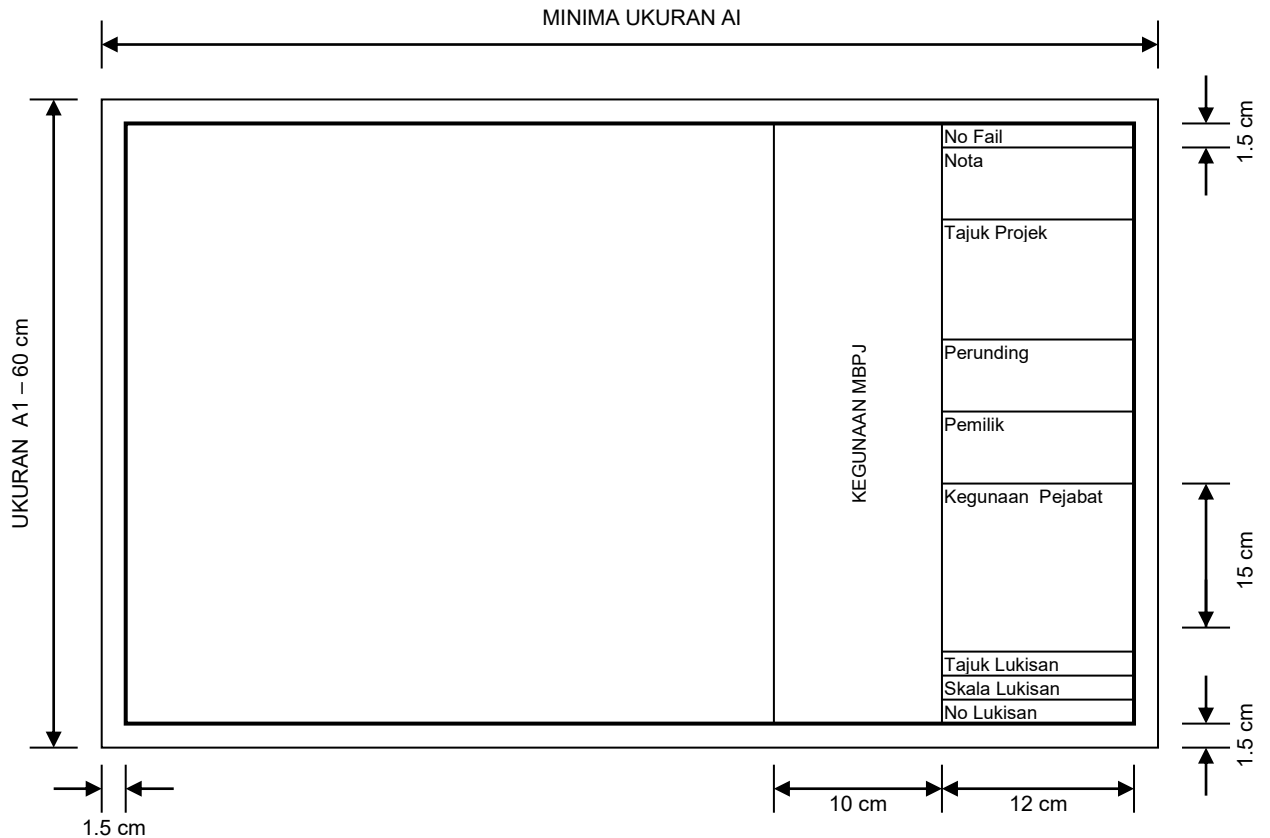 MINIMA UKURAN AI
UKURAN A1 – 60 cm
KEGUNAAN MBPJ
No Fail
Nota
Tajuk Projek
Perunding
Pemilik
Kegunaan Pejabat
Tajuk Lukisan
Skala Lukisan
No Lukisan
1.5 cm
15 cm
1.5 cm
10 cm
12 cm
1.5 cm